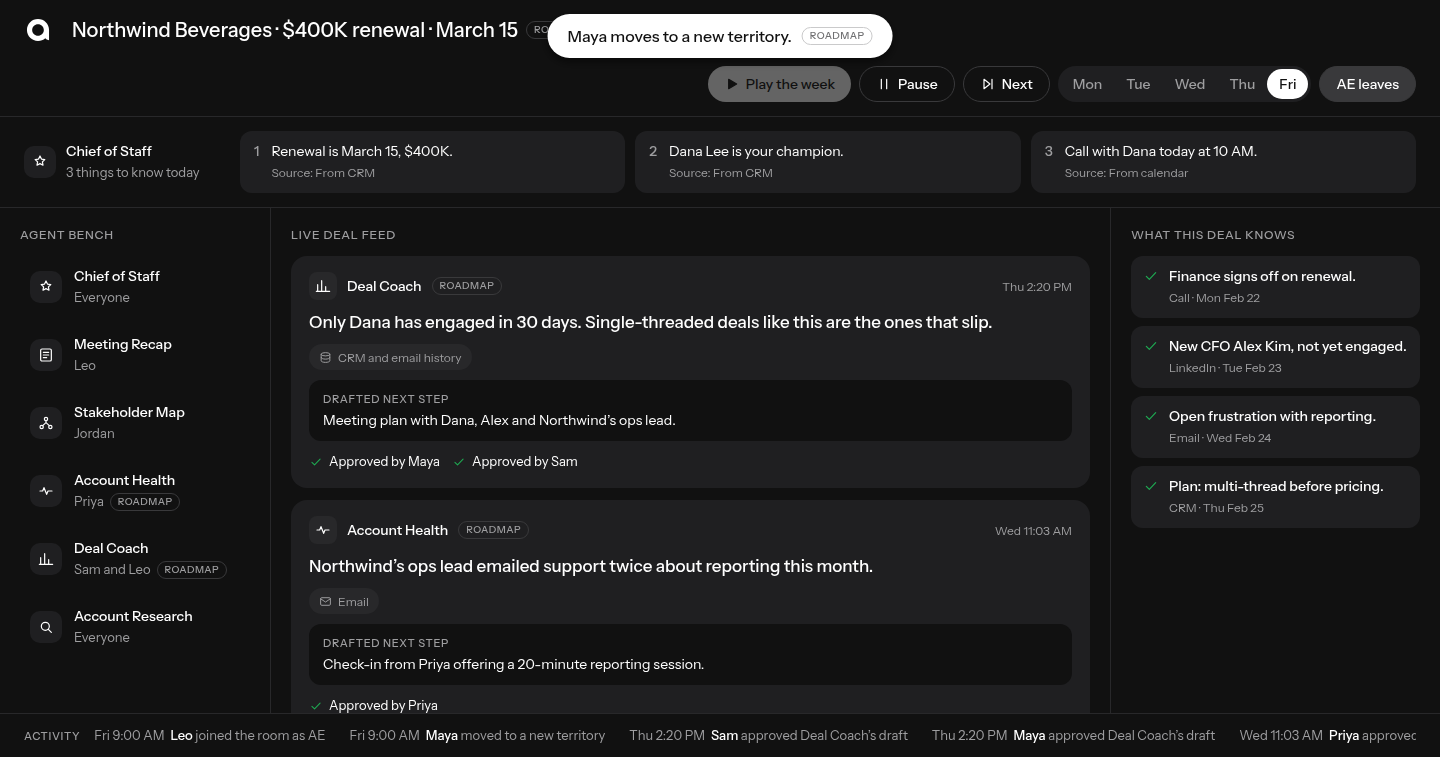 Northwind Beverages · $400K renewal · March 15
Maya moves to a new territory. ROADMAP
Play the week
Pause
Next
Mon Tue Wed Thu Fri
AE leaves
Chief of Staff
3 things to know today
1 Renewal is March 15, $400K.
Source: From CRM
2 Dana Lee is your champion.
Source: From CRM
3 Call with Dana today at 10 AM.
Source: From calendar
AGENT BENCH
Chief of Staff
Everyone
Meeting Recap
Leo
Stakeholder Map
Jordan
Account Health
Priya ROADMAP
Deal Coach
Sam and Leo ROADMAP
Account Research
Everyone
LIVE DEAL FEED
Deal Coach ROADMAP Thu 2:20 PM
Only Dana has engaged in 30 days. Single-threaded deals like this are the ones that slip.
CRM and email history
DRAFTED NEXT STEP
Meeting plan with Dana, Alex and Northwind’s ops lead.
Approved by Maya Approved by Sam
Account Health ROADMAP Wed 11:03 AM
Northwind’s ops lead emailed support twice about reporting this month.
Email
DRAFTED NEXT STEP
Check-in from Priya offering a 20-minute reporting session.
Approved by Priya
WHAT THIS DEAL KNOWS
Finance signs off on renewal.
Call · Mon Feb 22
New CFO Alex Kim, not yet engaged.
LinkedIn · Tue Feb 23
Open frustration with reporting.
Email · Wed Feb 24
Plan: multi-thread before pricing.
CRM · Thu Feb 25
ACTIVITY Fri 9:00 AM Leo joined the room as AE Fri 9:00 AM Maya moved to a new territory Thu 2:20 PM Sam approved Deal Coach’s draft Thu 2:20 PM Maya approved Deal Coach’s draft Wed 11:03 AM Priya